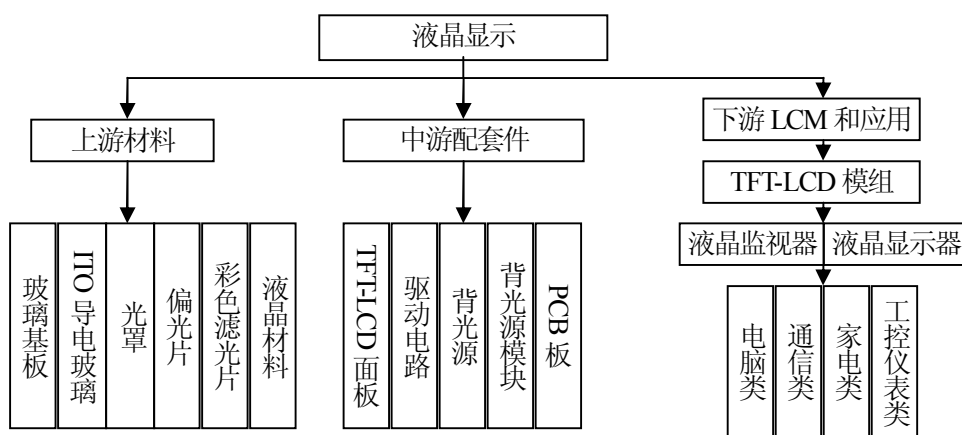 液晶显示
上游材料
中游配套件
下游 LCM 和应用
TFT-LCD 模组
液晶监视器
液晶显示器
玻璃基板
ITO 导电玻璃
光罩
偏光片
彩色滤光片
液晶材料
TFT-LCD 面板
驱动电路
背光源
背光源模块
PCB 板
电脑类
通信类
家电类
工控仪表类